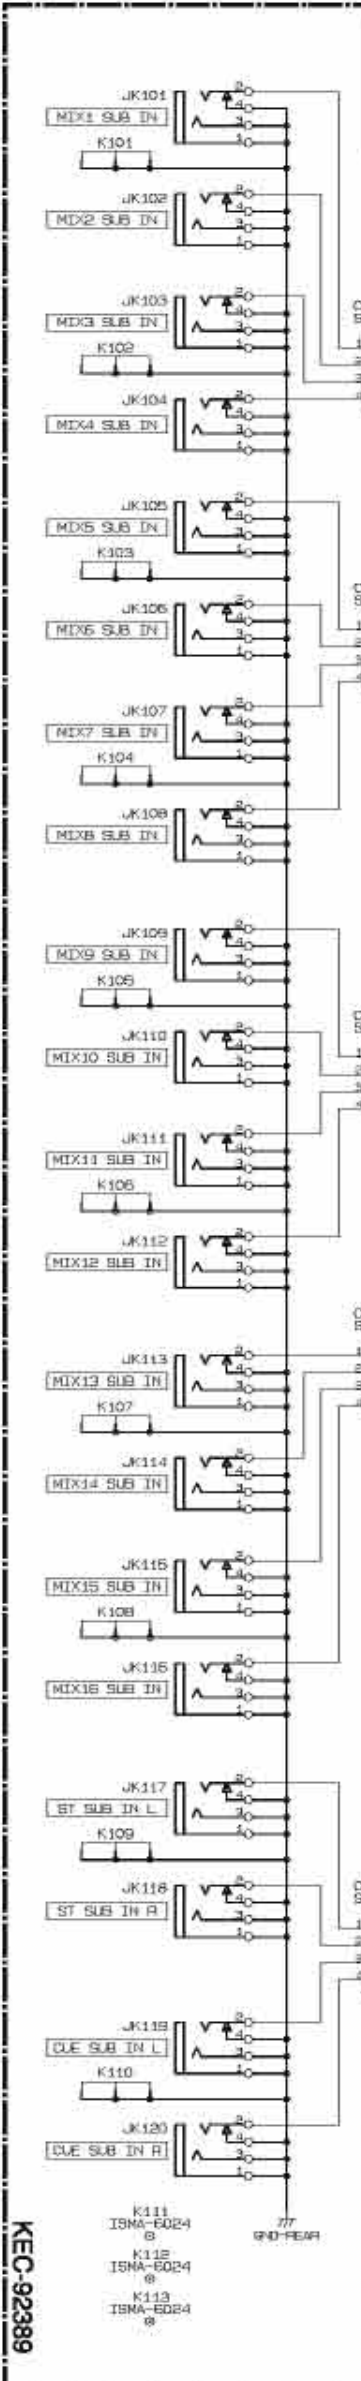 JK101
MIX1 SUB IN
K101
JK102
MIX2 SUB IN
JK103
MIX3 SUB IN
K102
JK104
MIX4 SUB IN
JK105
MIX5 SUB IN
K103
JK106
MIX6 SUB IN
JK107
MIX7 SUB IN
K104
JK108
MIX8 SUB IN
JK109
MIX9 SUB IN
K105
JK110
MIX10 SUB IN
JK111
MIX11 SUB IN
K106
JK112
MIX12 SUB IN
JK113
MIX13 SUB IN
K107
JK114
MIX14 SUB IN
JK115
MIX15 SUB IN
K108
JK116
MIX16 SUB IN
JK117
ST SUB IN L
K109
JK118
ST SUB IN R
JK119
CUE SUB IN L
K110
JK120
CUE SUB IN R
K111
ISMA-6024
K112
ISMA-6024
K113
ISMA-6024
GND-REAR
KEC-92389